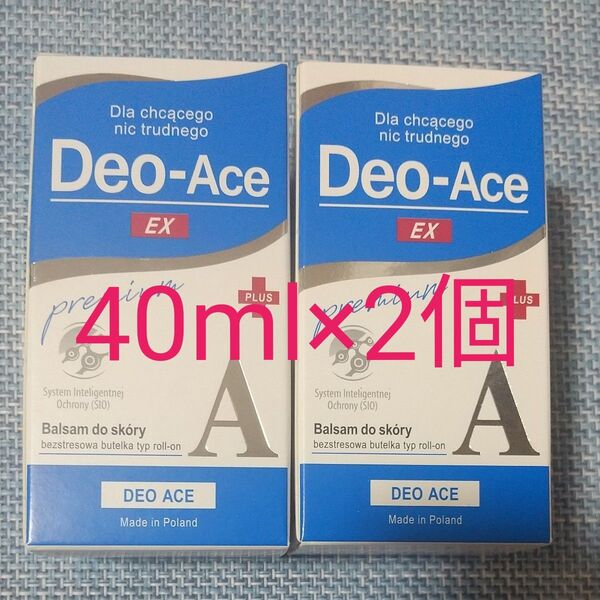 Dla chcącego
nic trudnego
Deo-Ace
EX
premium
PLUS
System Inteligentnej
Ochrony (SIO)
A
Balsam do skóry
bezstresowa butelka typ roll-on
DEO ACE
Made in Poland
Dla chcącego
nic trudnego
Deo-Ace
EX
premium
PLUS
System Inteligentnej
Ochrony (SIO)
A
Balsam do skóry
bezstresowa butelka typ roll-on
DEO ACE
Made in Poland
40ml×2個